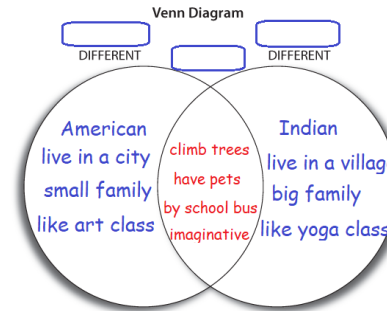 Venn Diagram
DIFFERENT
DIFFERENT
American
live in a city
small family
like art class
climb trees
have pets
by school bus
imaginative
Indian
live in a villag
big family
like yoga class